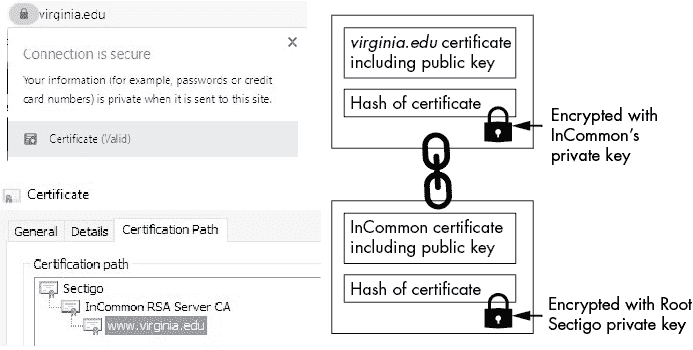 virginia.edu
Connection is secure
Your information (for example, passwords or credit
card numbers) is private when it is sent to this site.
Certificate (Valid)
Certificate
General Details Certification Path
Certification path
Sectigo
InCommon RSA Server CA
www.virginia.edu
virginia.edu certificate
including public key
Hash of certificate
Encrypted with
InCommon's
private key
InCommon certificate
including public key
Hash of certificate
Encrypted with Root
Sectigo private key